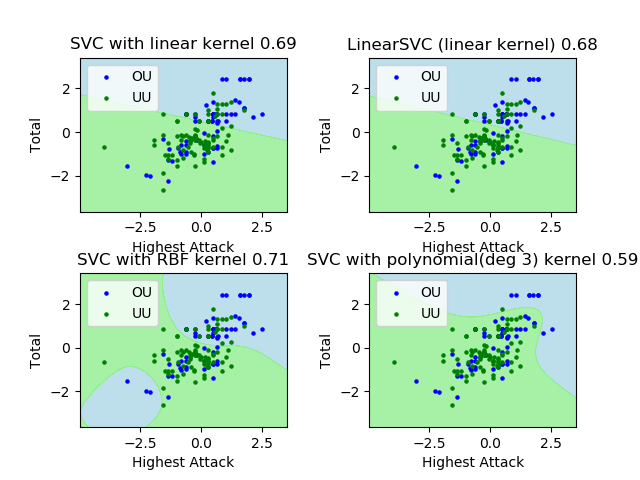 SVC with linear kernel 0.69
OU
UU
Total
2
0
−2
−2.5
0.0
2.5
Highest Attack
LinearSVC (linear kernel) 0.68
OU
UU
Total
2
0
−2
−2.5
0.0
2.5
Highest Attack
SVC with RBF kernel 0.71
OU
UU
Total
2
0
−2
−2.5
0.0
2.5
Highest Attack
SVC with polynomial(deg 3) kernel 0.59
OU
UU
Total
2
0
−2
−2.5
0.0
2.5
Highest Attack